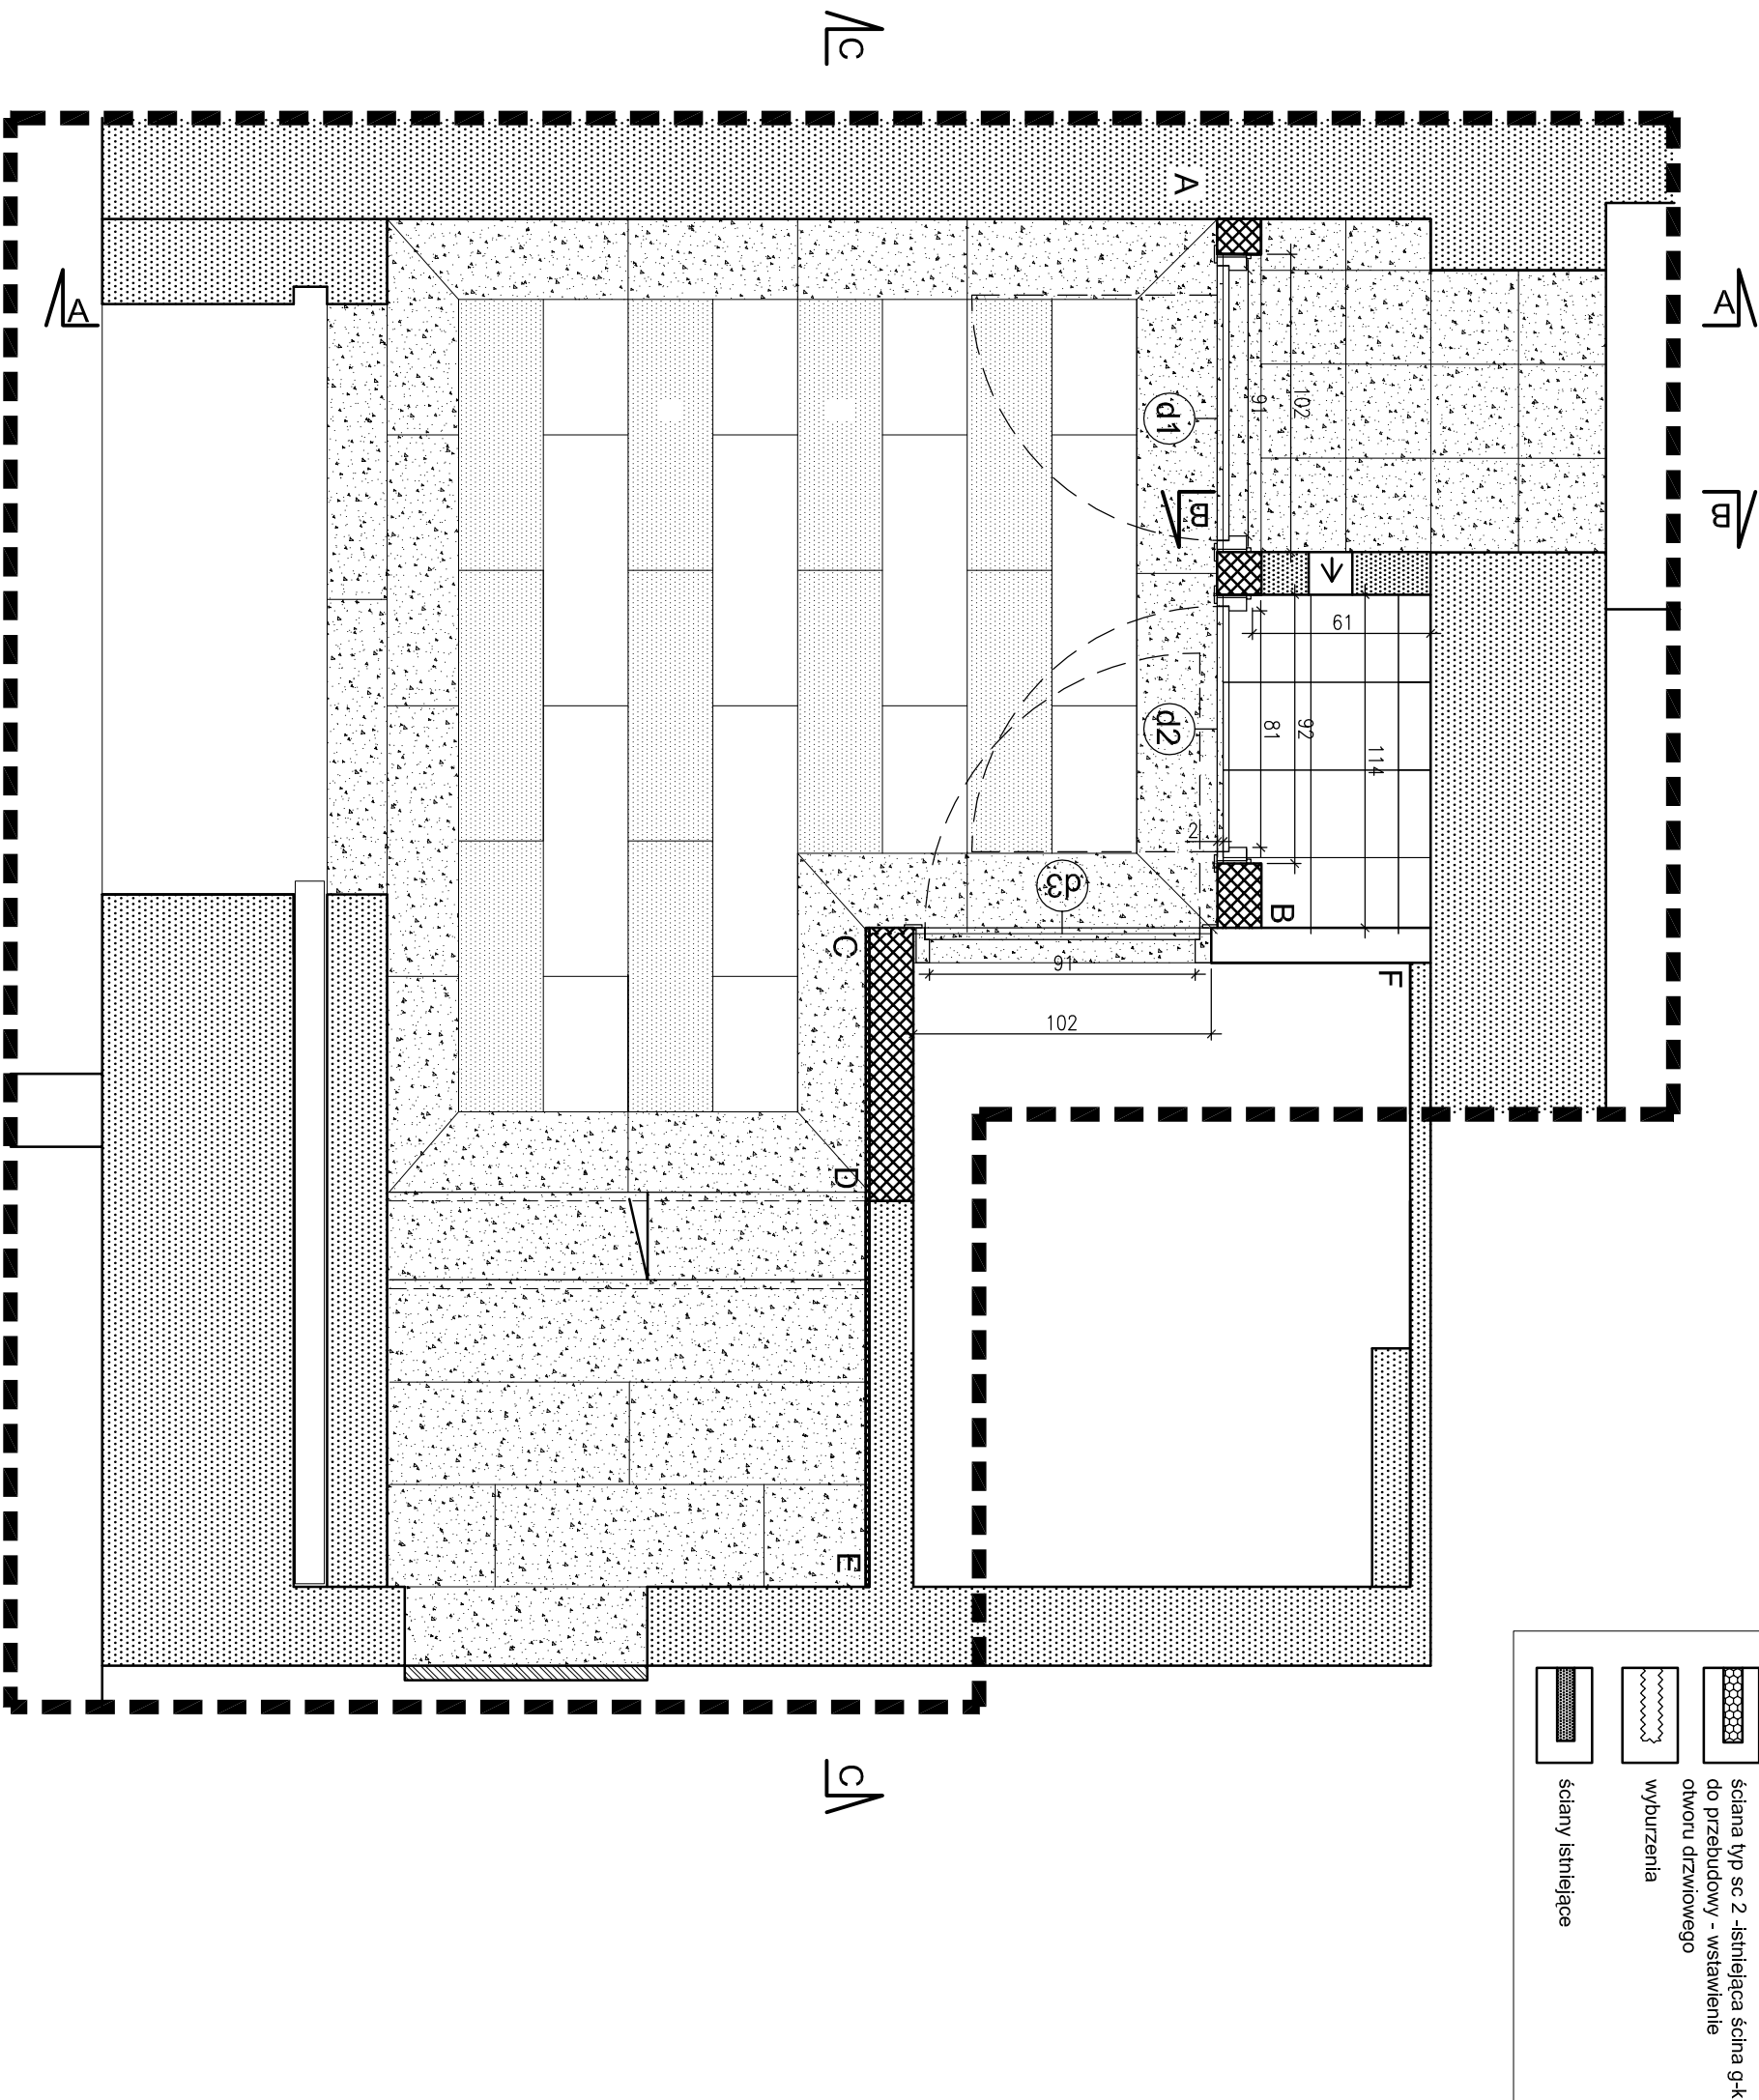 C
A
A
A
B
B
d1
91
102
61
d2
81
92
114
2
d3
B
C
F
91
102
D
E
C
ściana typ sc 2 -istniejąca ścina g-k
do przebudowy - wstawienie
otworu drzwiowego
wyburzenia
ściany istniejące